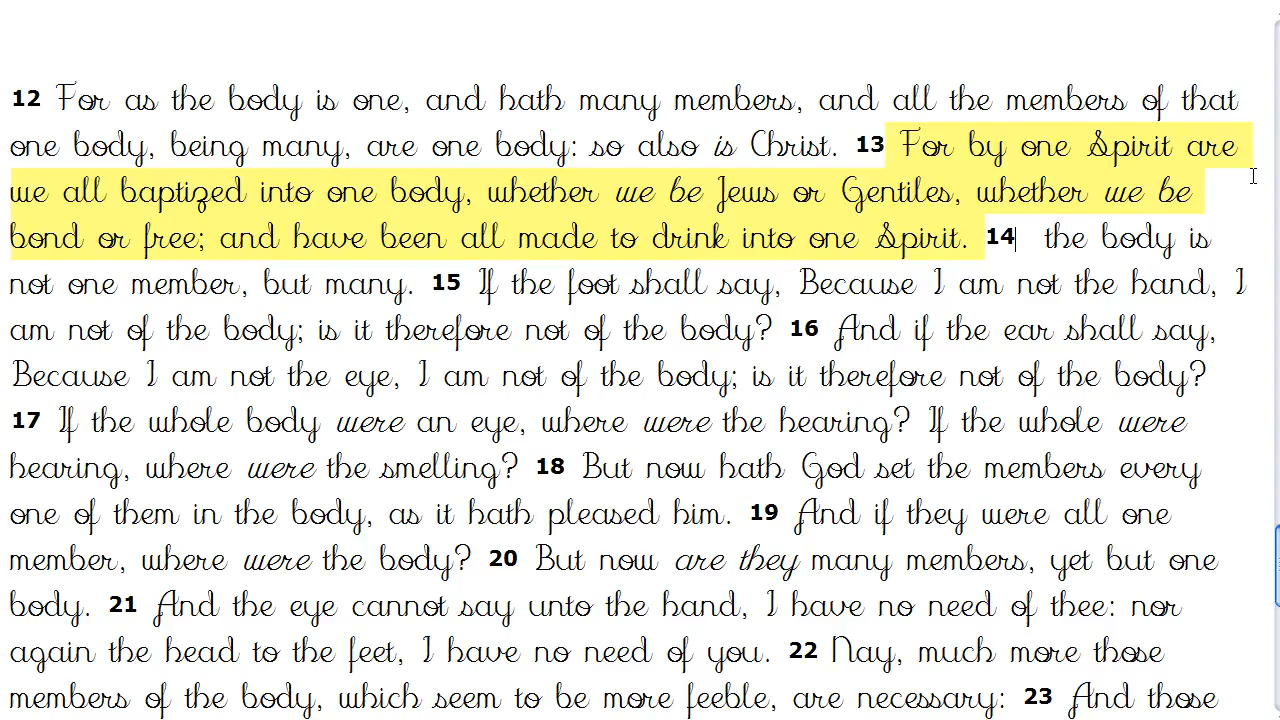 12 For as the body is one, and hath many members, and all the members of that
one body, being many, are one body: so also is Christ. 13 For by one Spirit are
we all baptized into one body, whether we be Jews or Gentiles, whether we be
bond or free; and have been all made to drink into one Spirit. 14 the body is
not one member, but many. 15 If the foot shall say, Because I am not the hand, I
am not of the body; is it therefore not of the body? 16 And if the ear shall say,
Because I am not the eye, I am not of the body; is it therefore not of the body?
17 If the whole body were an eye, where were the hearing? If the whole were
hearing, where were the smelling? 18 But now hath God set the members every
one of them in the body, as it hath pleased him. 19 And if they were all one
member, where were the body? 20 But now are they many members, yet but one
body. 21 And the eye cannot say unto the hand, I have no need of thee: nor
again the head to the feet, I have no need of you. 22 Nay, much more those
members of the body, which seem to be more feeble, are necessary: 23 And those